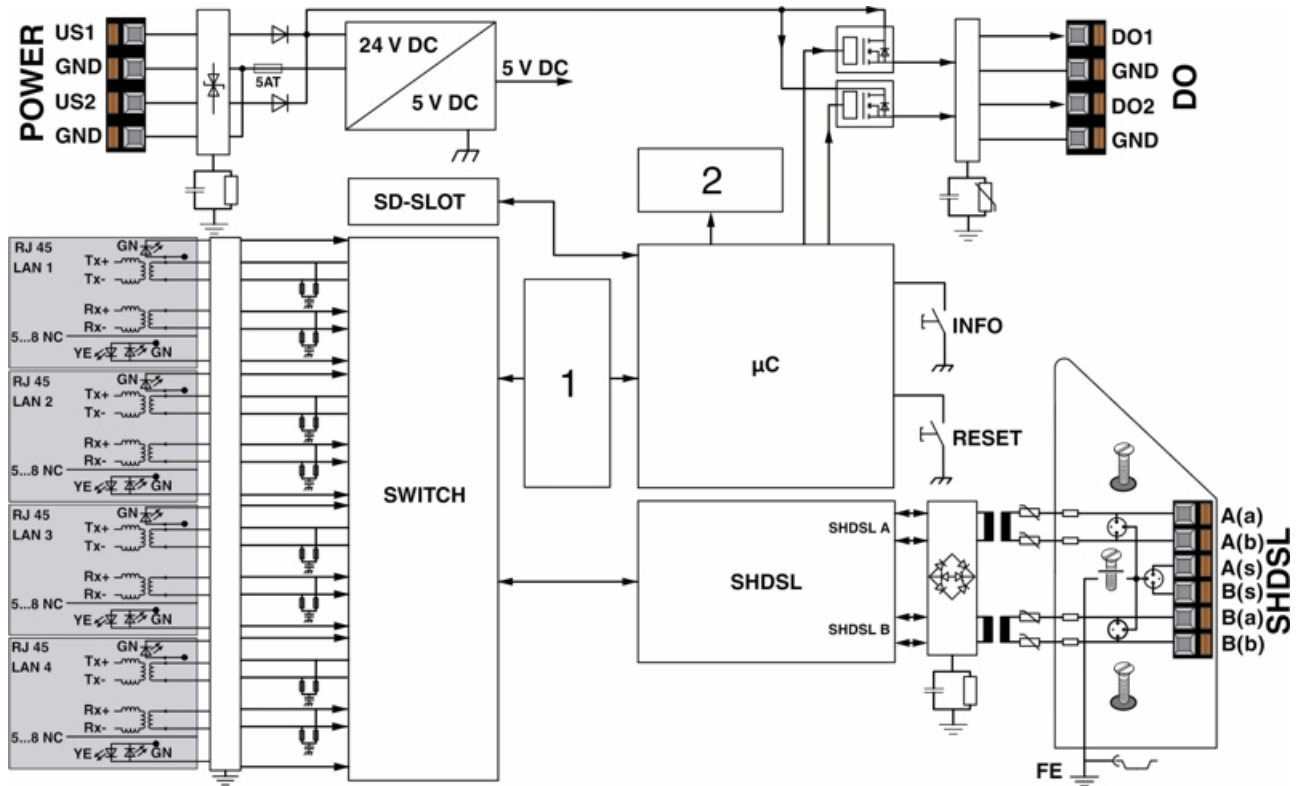 POWER
US1
GND
US2
GND
5AT
24 V DC
5 V DC
5 V DC
DO1
GND
DO2
GND
DO
SD-SLOT
2
1
µC
INFO
RESET
SWITCH
RJ 45
LAN 1
GN
Tx+
Tx-
Rx+
Rx-
5...8 NC
YE
GN
RJ 45
LAN 2
GN
Tx+
Tx-
Rx+
Rx-
5...8 NC
YE
GN
RJ 45
LAN 3
GN
Tx+
Tx-
Rx+
Rx-
5...8 NC
YE
GN
RJ 45
LAN 4
GN
Tx+
Tx-
Rx+
Rx-
5...8 NC
YE
GN
SHDSL A
SHDSL
SHDSL B
A(a)
A(b)
A(s)
B(s)
B(a)
B(b)
SHDSL
FE